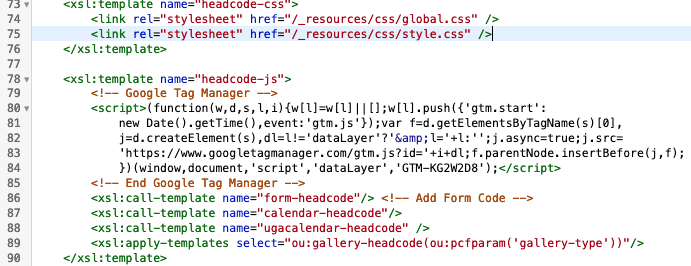 73 <xsl:template name="headcode-css">
74 <link rel="stylesheet" href="/_resources/css/global.css" />
75 <link rel="stylesheet" href="/_resources/css/style.css" />
76 </xsl:template>
77
78 <xsl:template name="headcode-js">
79 <!-- Google Tag Manager -->
80 <script>(function(w,d,s,l,i){w[l]=w[l]||[];w[l].push({'gtm.start':
81 new Date().getTime(),event:'gtm.js'});var f=d.getElementsByTagName(s)[0],
82 j=d.createElement(s),dl=l!='dataLayer'?'&amp;l='+l:'';j.async=true;j.src=
83 'https://www.googletagmanager.com/gtm.js?id='+i+dl;f.parentNode.insertBefore(j,f);
84 })(window,document,'script','dataLayer','GTM-KG2W2D8');</script>
85 <!-- End Google Tag Manager -->
86 <xsl:call-template name="form-headcode"/> <!-- Add Form Code -->
87 <xsl:call-template name="calendar-headcode"/>
88 <xsl:call-template name="ugacalendar-headcode" />
89 <xsl:apply-templates select="ou:gallery-headcode(ou:pcfparam('gallery-type'))"/>
90 </xsl:template>